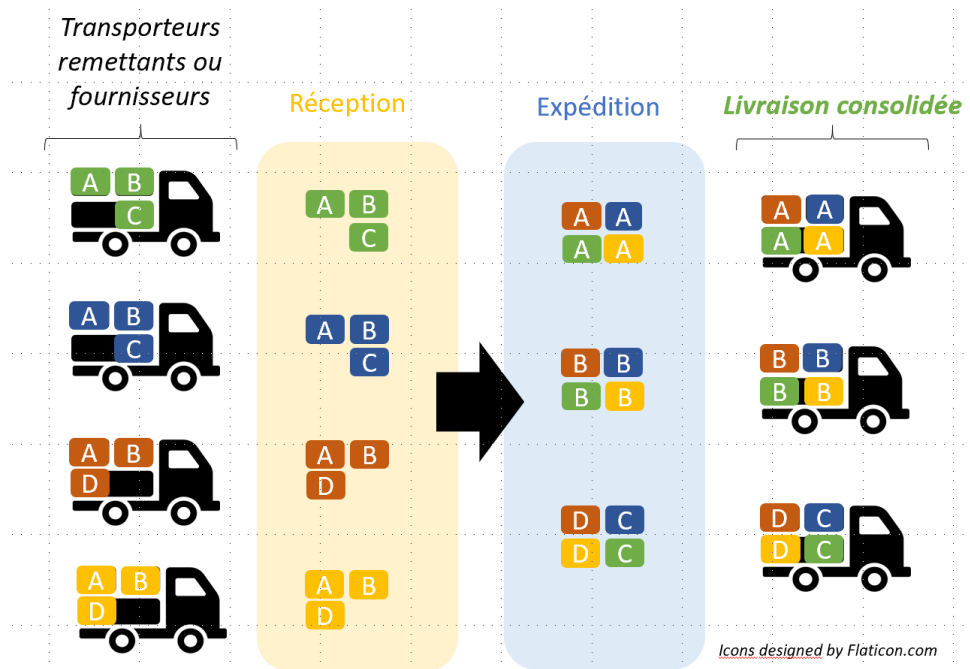 Transporteurs
remettants ou
fournisseurs
Réception
Expédition
Livraison consolidée
A B
C
A B
C
A A
A A
A A
A A
A B
C
A B
C
B B
B B
B B
B B
A B
D
A B
D
D C
D C
D C
D C
A B
D
A B
D
Icons designed by Flaticon.com